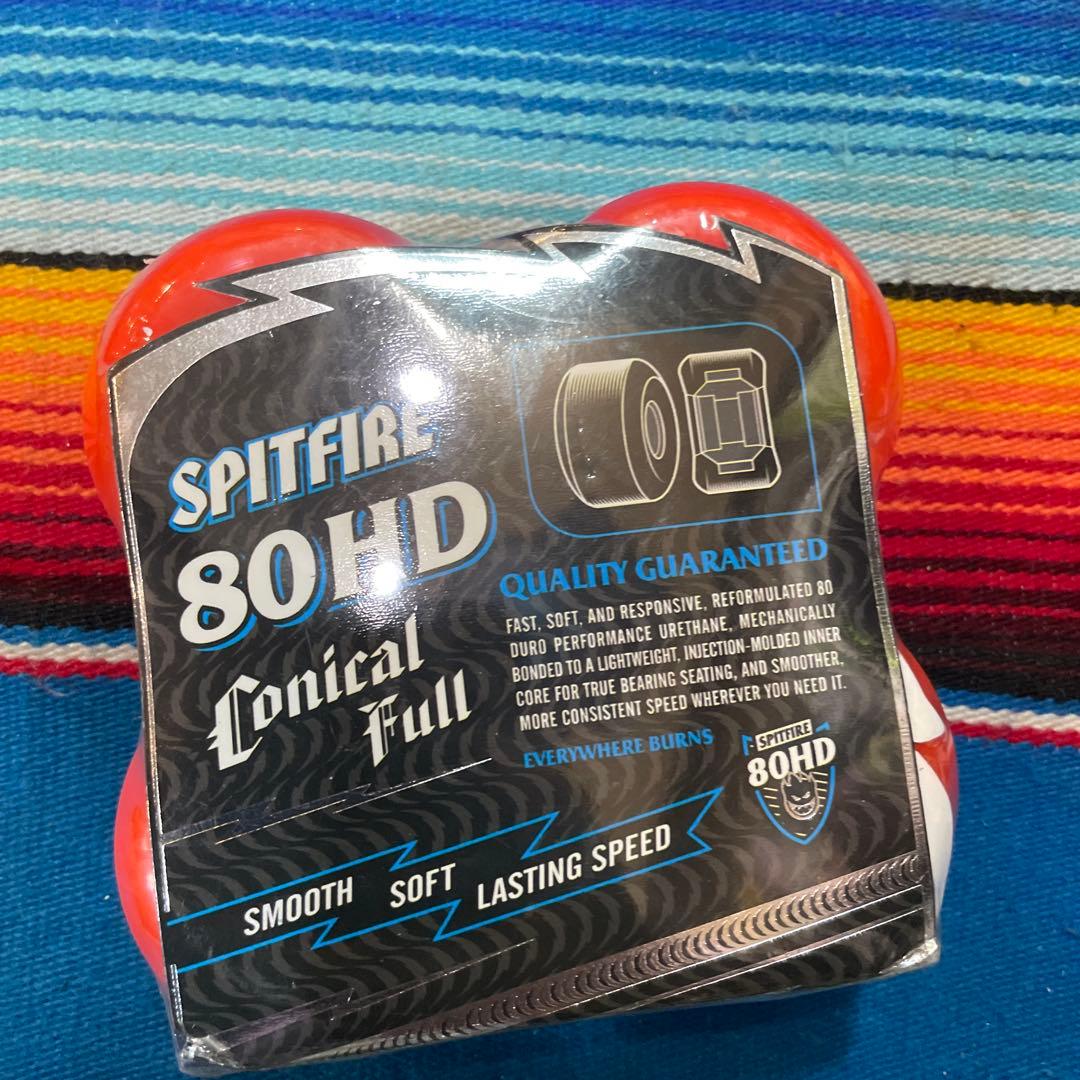 SPITFIRE
80HD
Conical
Full
QUALITY GUARANTEED
FAST, SOFT, AND RESPONSIVE, REFORMULATED 80
DURO PERFORMANCE URETHANE, MECHANICALLY
BONDED TO A LIGHTWEIGHT, INJECTION-MOLDED INNER
CORE FOR TRUE BEARING SEATING, AND SMOOTHER,
MORE CONSISTENT SPEED WHEREVER YOU NEED IT.
EVERYWHERE BURNS
SPITFIRE
80HD
SMOOTH SOFT LASTING SPEED